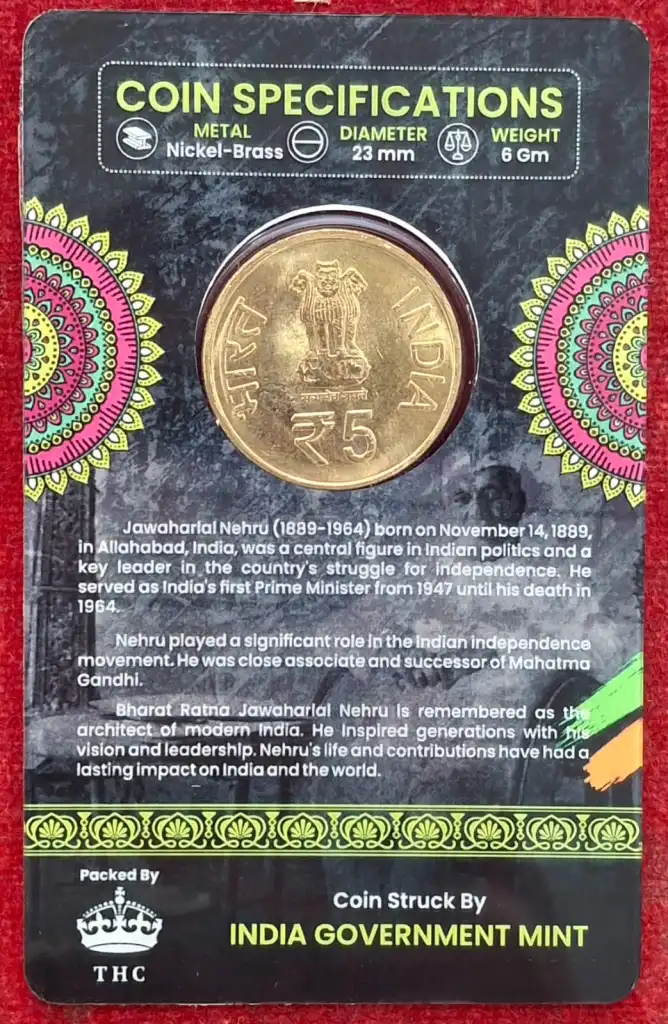 COIN SPECIFICATIONS
METAL
Nickel-Brass
DIAMETER
23 mm
WEIGHT
6 Gm
भारत
INDIA
सत्यमेव जयते
₹5
Jawaharlal Nehru (1889-1964) born on November 14, 1889,
in Allahabad, India, was a central figure in Indian politics and a
key leader in the country's struggle for independence. He
served as India's first Prime Minister from 1947 until his death in
1964.
Nehru played a significant role in the Indian independence
movement. He was close associate and successor of Mahatma
Gandhi.
Bharat Ratna Jawaharlal Nehru is remembered as the
architect of modern India. He Inspired generations with his
vision and leadership. Nehru's life and contributions have had a
lasting impact on India and the world.
Packed By
THC
Coin Struck By
INDIA GOVERNMENT MINT